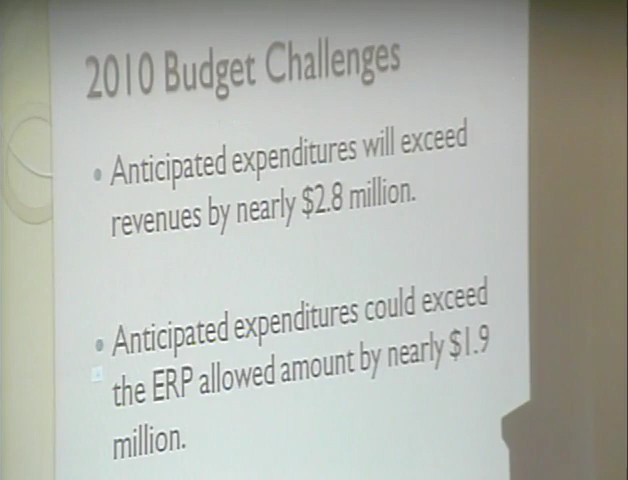 2010 Budget Challenges
• Anticipated expenditures will exceed
revenues by nearly $2.8 million.
• Anticipated expenditures could exceed
the ERP allowed amount by nearly $1.9
million.